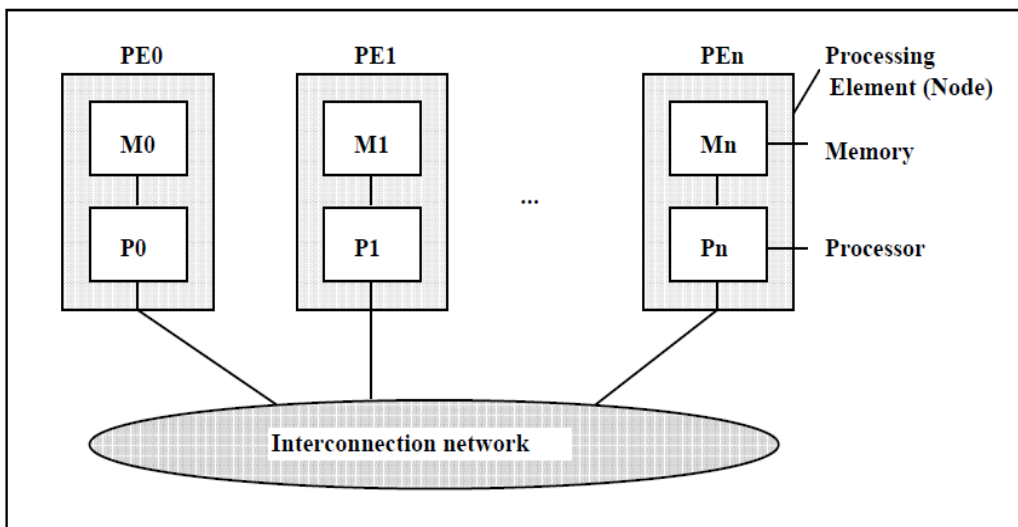 PE0
PE1
PEn
Processing
Element (Node)
M0
M1
Mn
Memory
...
P0
P1
Pn
Processor
Interconnection network